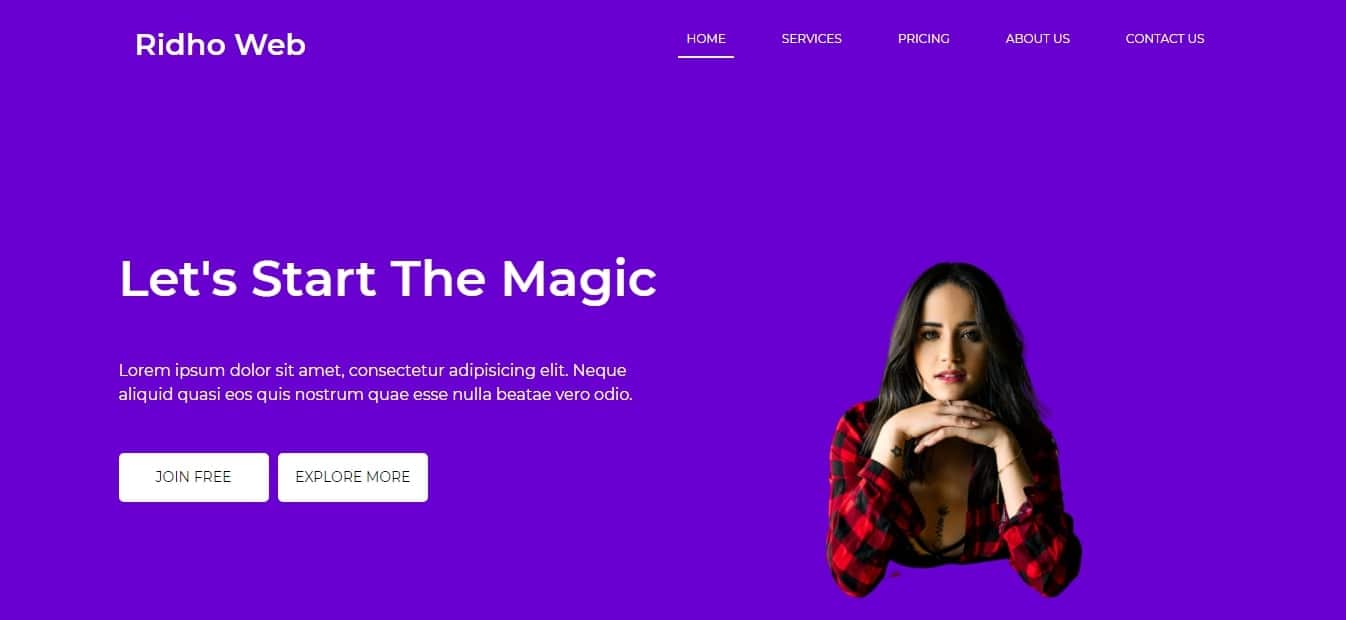 Ridho Web
HOME SERVICES PRICING ABOUT US CONTACT US
Let's Start The Magic
Lorem ipsum dolor sit amet, consectetur adipisicing elit. Neque
aliquid quasi eos quis nostrum quae esse nulla beatae vero odio.
JOIN FREE EXPLORE MORE